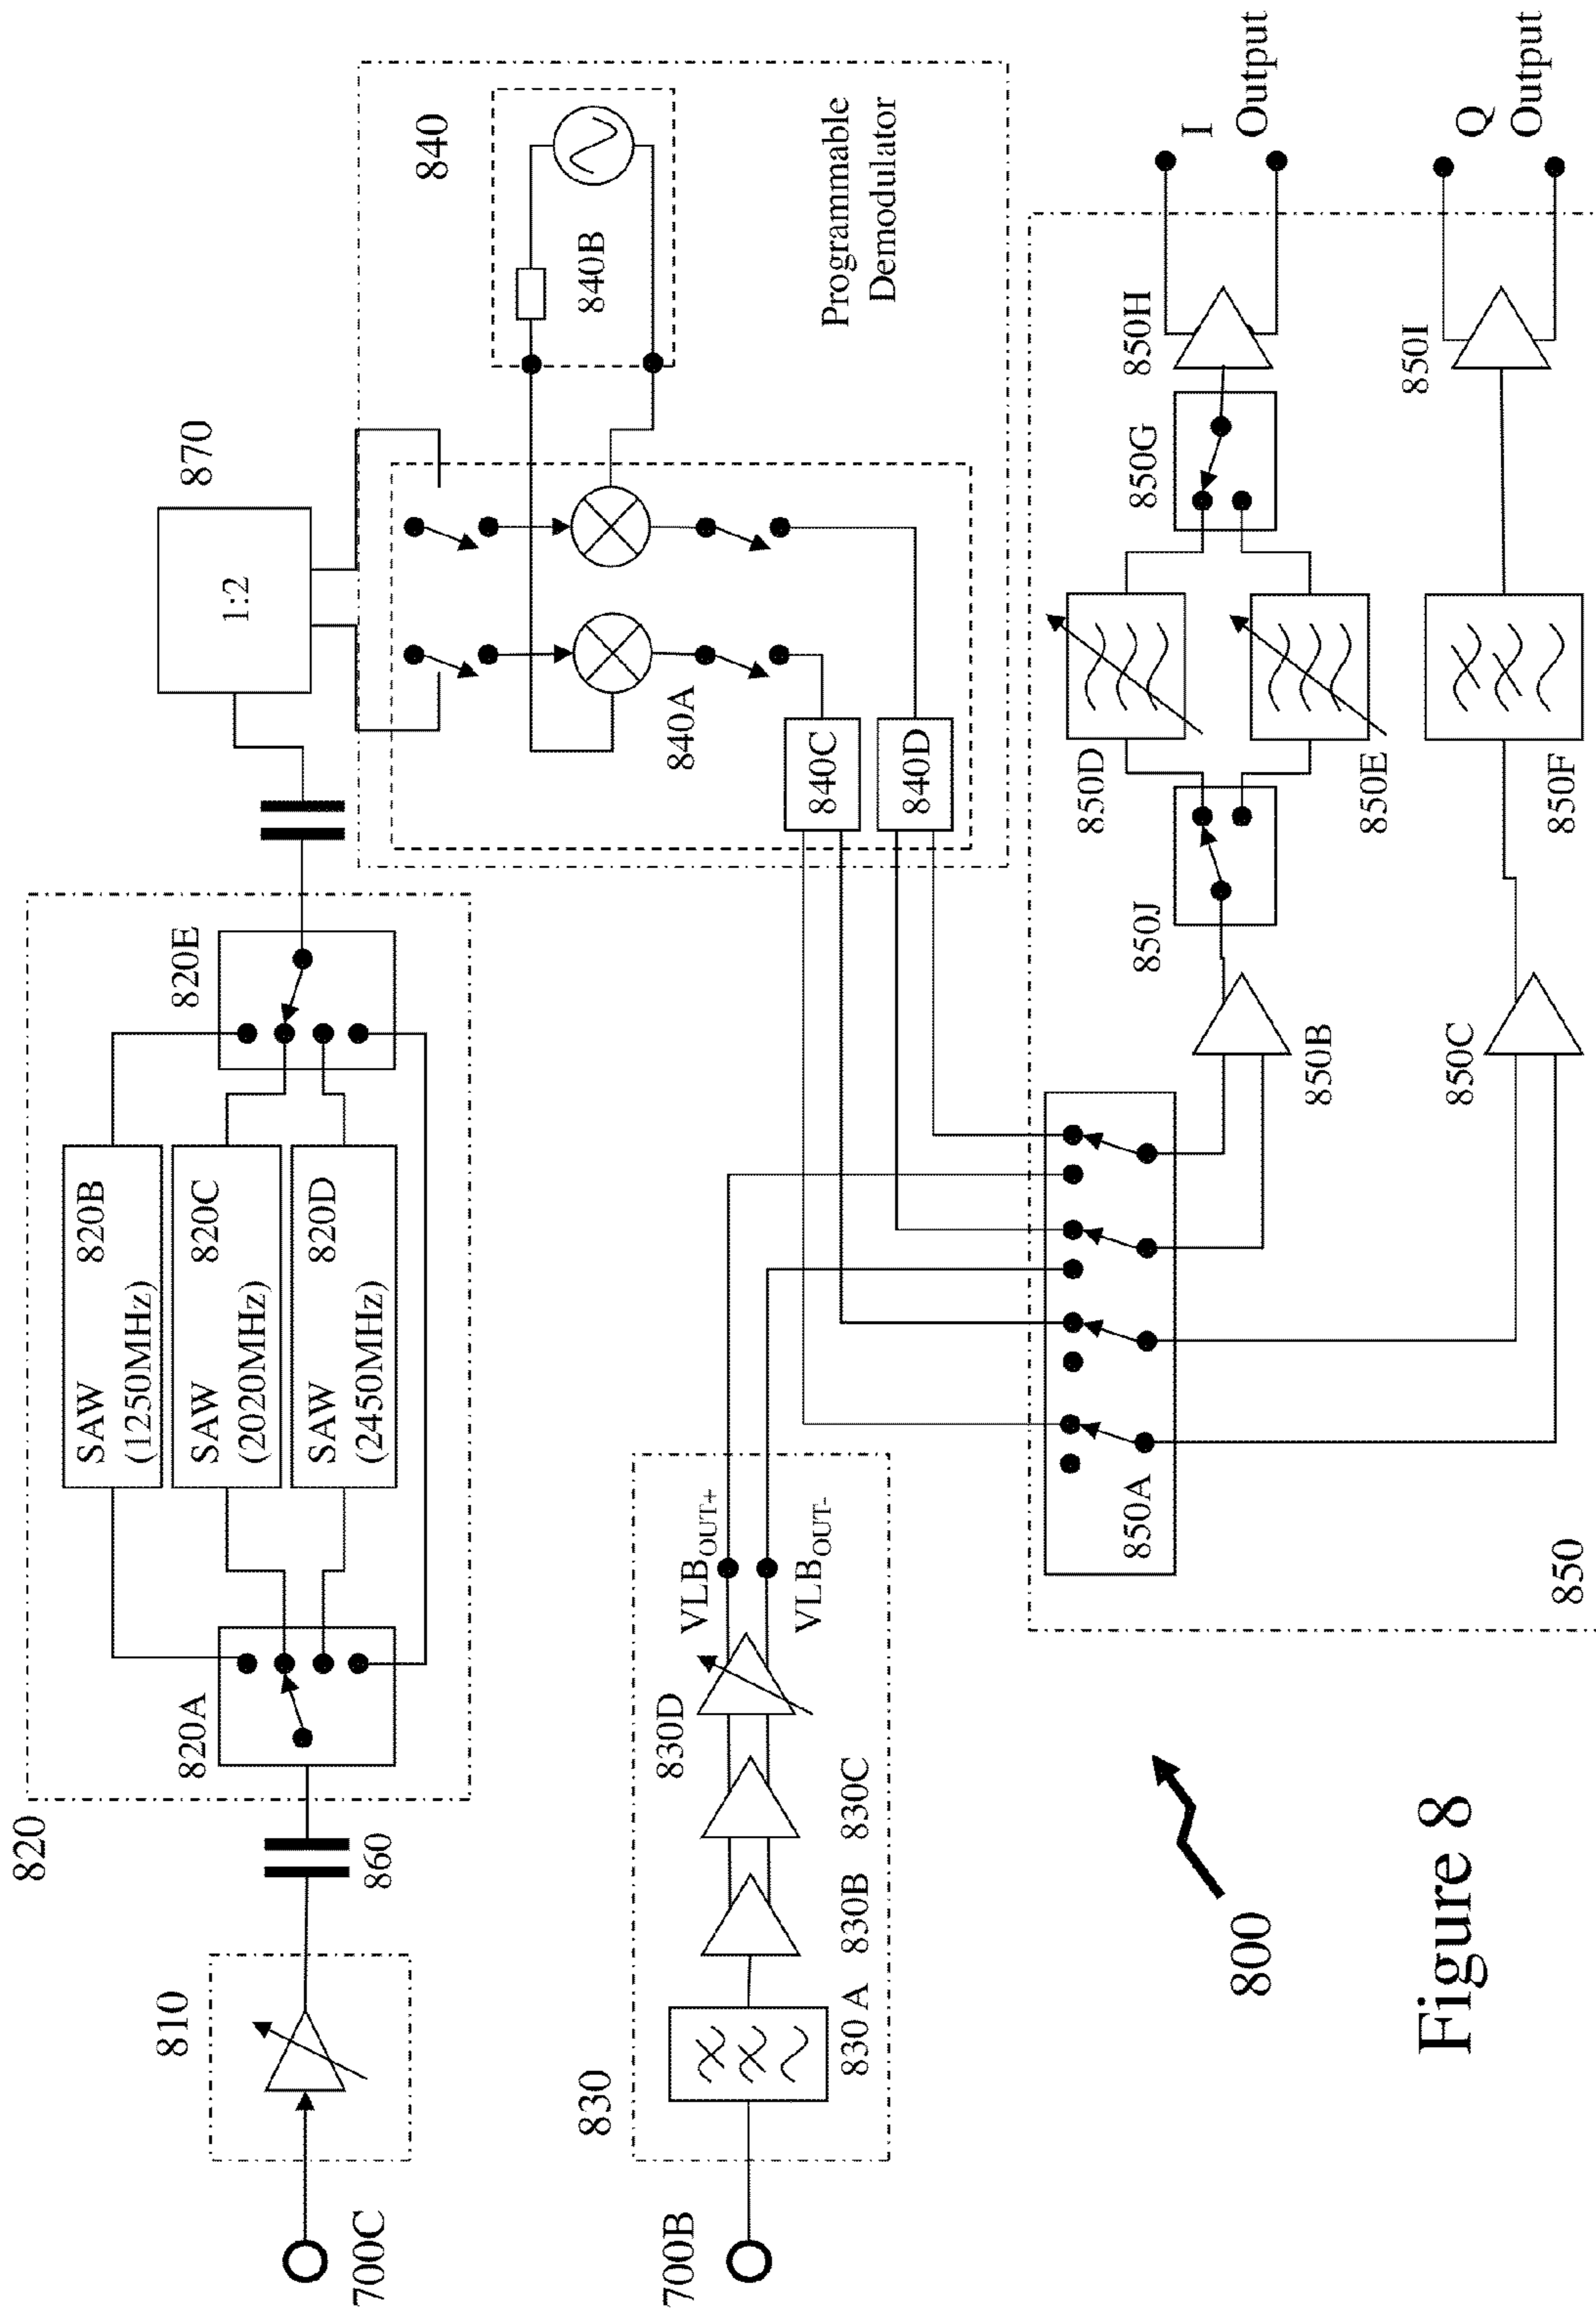 820
810
820A
SAW 820B
(1250MHz)
SAW 820C
(2020MHz)
SAW 820D
(2450MHz)
820E
870
1:2
860
700C
840
840B
840A
840C
840D
Programmable
Demodulator
830
830D
VLBOUT+
VLBOUT-
830 A
830B
830C
700B
850A
850B
850J
850D
850E
850G
850H
I
Output
850C
850F
850I
Q
Output
850
800
Figure 8